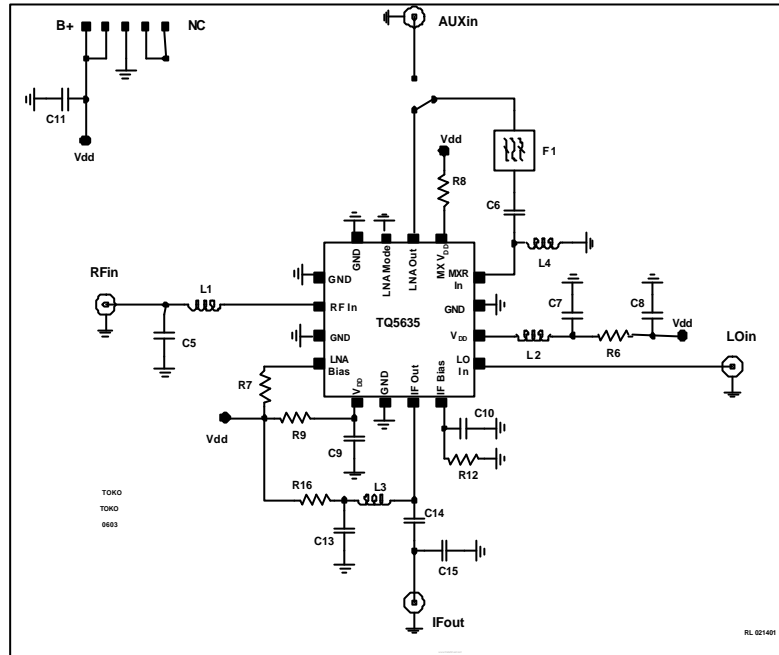 B+ NC
AUXin
C11
Vdd
Vdd
F1
R8
C6
L4
GND
LNA Mode
LNA Out
MX VDD
MXR
In
RFin
L1
GND
RF In
GND
C7
C8
TQ5635
VDD
Vdd
LOin
C5
GND
LNA
Bias
LO
In
L2
R6
R7
VDD
GND
IF Out
IF Bias
C10
Vdd
R9
C9
R12
TOKO
TOKO
0603
R16
L3
C14
C13
C15
IFout
RL 021401